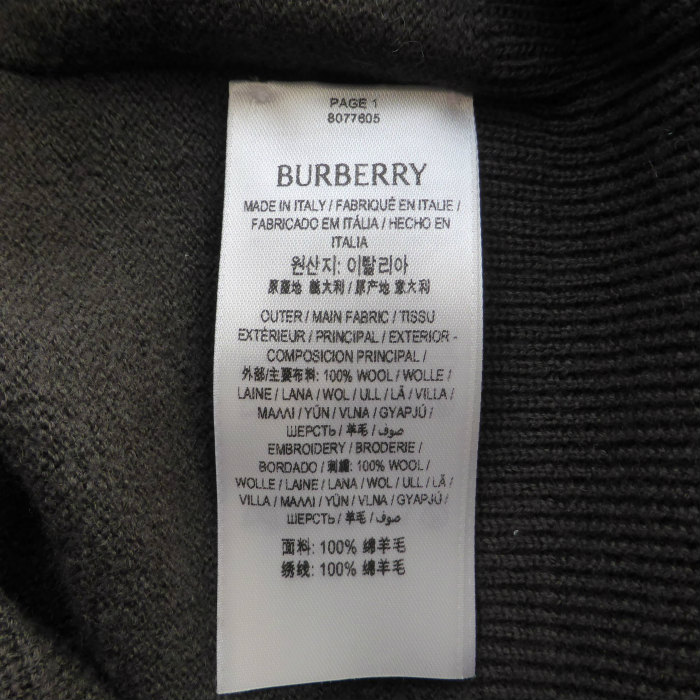 PAGE 1
8077605
BURBERRY
MADE IN ITALY / FABRIQUÉ EN ITALIE /
FABRICADO EM ITÁLIA / HECHO EN
ITALIA
원산지: 이탈리아
原產地 義大利 / 原产地 意大利
OUTER / MAIN FABRIC / TISSU
EXTÉRIEUR / PRINCIPAL / EXTERIOR -
COMPOSICION PRINCIPAL /
外部/主要布料: 100% WOOL / WOLLE /
LAINE / LANA / WOL / ULL / LÃ / VILLA /
ΜΑΛΛΙ / YÜN / VLNA / GYAPJÚ /
ШЕРСТЬ / 羊毛 / صوف /
EMBROIDERY / BRODERIE /
BORDADO / 刺繡: 100% WOOL /
WOLLE / LAINE / LANA / WOL / ULL / LÃ /
VILLA / ΜΑΛΛΙ / YÜN / VLNA / GYAPJÚ /
ШЕРСТЬ / 羊毛 / صوف
面料: 100% 绵羊毛
绣线: 100% 绵羊毛